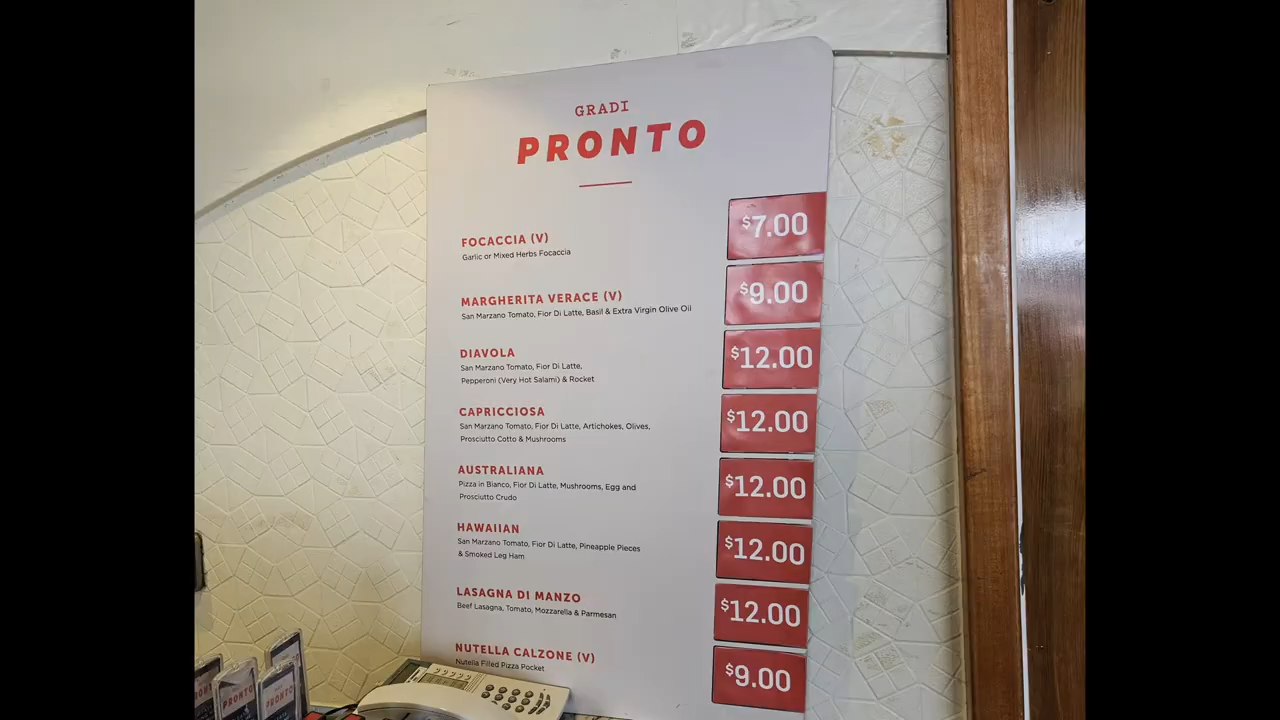 GRADI
PRONTO
FOCACCIA (V)
$7.00
Garlic or Mixed Herbs Focaccia
MARGHERITA VERACE (V)
$9.00
San Marzano Tomato, Fior Di Latte, Basil & Extra Virgin Olive Oil
DIAVOLA
$12.00
San Marzano Tomato, Fior Di Latte,
Pepperoni (Very Hot Salami) & Rocket
CAPRICCIOSA
$12.00
San Marzano Tomato, Fior Di Latte, Artichokes, Olives,
Prosciutto Cotto & Mushrooms
AUSTRALIANA
$12.00
Pizza in Bianco, Fior Di Latte, Mushrooms, Egg and
Prosciutto Crudo
HAWAIIAN
$12.00
San Marzano Tomato, Fior Di Latte, Pineapple Pieces
& Smoked Leg Ham
LASAGNA DI MANZO
$12.00
Beef Lasagna, Tomato, Mozzarella & Parmesan
NUTELLA CALZONE (V)
$9.00
Nutella Filled Pizza Pocket
PRONTO
PRONTO